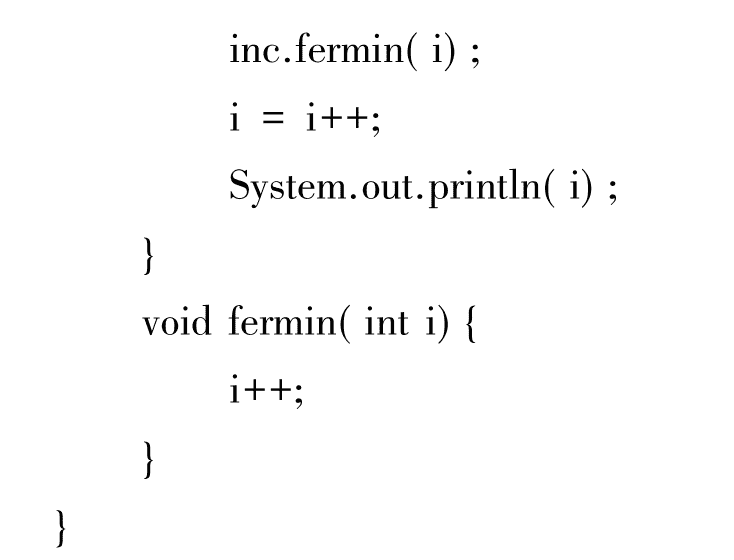 inc.fermin( i) ;
i = i++;
System.out.println( i) ;
}
void fermin( int i) {
i++;
}
}